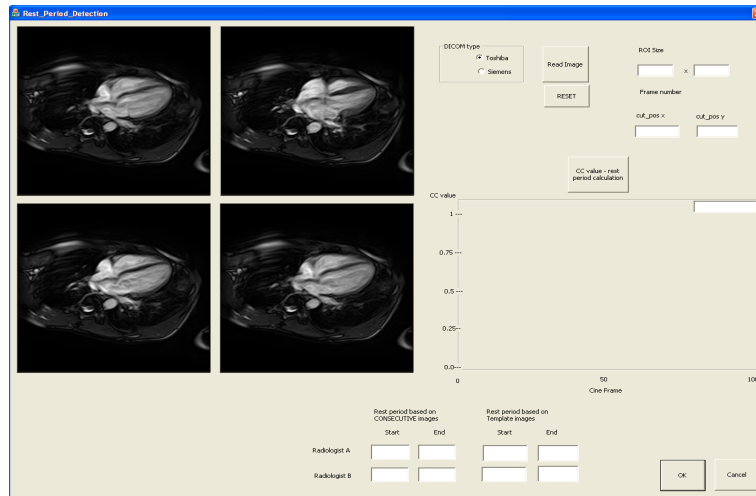 Rest_Period_Detection
DICOM type
Toshiba
Siemens
Read Image
RESET
ROI Size
x
Frame number
cut_pos x cut_pos y
CC value - rest
period calculation
CC value
1
0.75
0.5
0.25
0.0
0 50 100
Cine Frame
Rest period based on
CONSECUTIVE images
Rest period based on
Template images
Start End Start End
Radiologist A
Radiologist B
OK Cancel